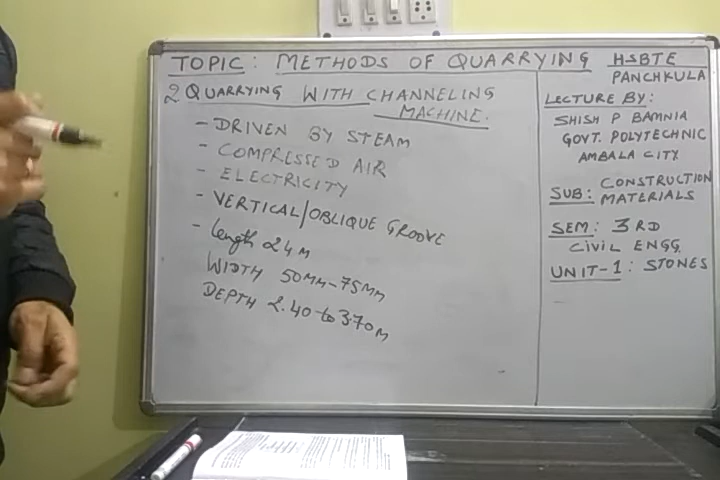 TOPIC: METHODS OF QUARRYING
2 QUARRYING WITH CHANNELING
MACHINE.
- DRIVEN BY STEAM
- COMPRESSED AIR
- ELECTRICITY
- VERTICAL/OBLIQUE GROOVE
- Length 24 M
WIDTH 50MM-75MM
DEPTH 2.40 to 3.70 M
HSBTE
PANCHKULA
LECTURE BY:
SHISH P BAMNIA
GOVT. POLYTECHNIC
AMBALA CITY
SUB: CONSTRUCTION
MATERIALS
SEM: 3RD
CIVIL ENGG.
UNIT-1: STONES